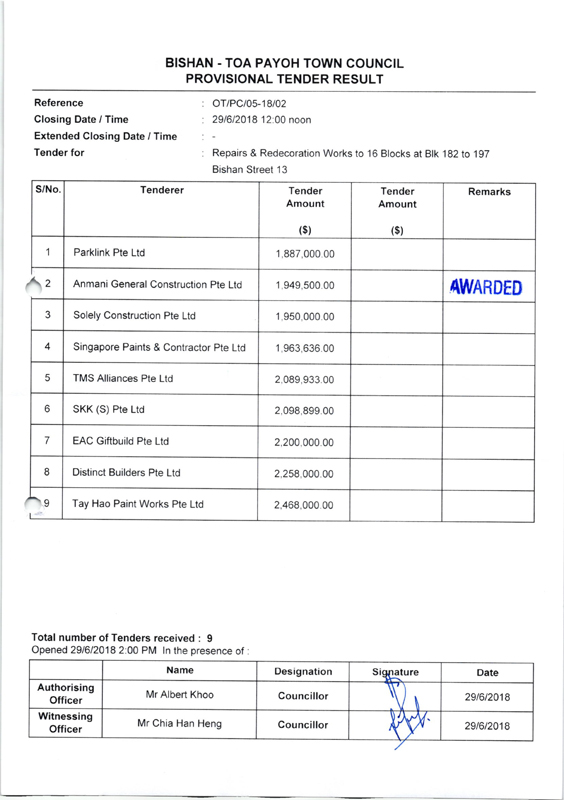 BISHAN - TOA PAYOH TOWN COUNCIL
PROVISIONAL TENDER RESULT
Reference : OT/PC/05-18/02
Closing Date / Time : 29/6/2018 12:00 noon
Extended Closing Date / Time : -
Tender for : Repairs & Redecoration Works to 16 Blocks at Blk 182 to 197
Bishan Street 13
S/No. Tenderer Tender Tender Remarks
Amount Amount
($) ($)
1 Parklink Pte Ltd 1,887,000.00
2 Anmani General Construction Pte Ltd 1,949,500.00 AWARDED
3 Solely Construction Pte Ltd 1,950,000.00
4 Singapore Paints & Contractor Pte Ltd 1,963,636.00
5 TMS Alliances Pte Ltd 2,089,933.00
6 SKK (S) Pte Ltd 2,098,899.00
7 EAC Giftbuild Pte Ltd 2,200,000.00
8 Distinct Builders Pte Ltd 2,258,000.00
9 Tay Hao Paint Works Pte Ltd 2,468,000.00
Total number of Tenders received : 9
Opened 29/6/2018 2:00 PM In the presence of :
Name Designation Signature Date
Authorising
Officer Mr Albert Khoo Councillor 29/6/2018
Witnessing
Officer Mr Chia Han Heng Councillor 29/6/2018